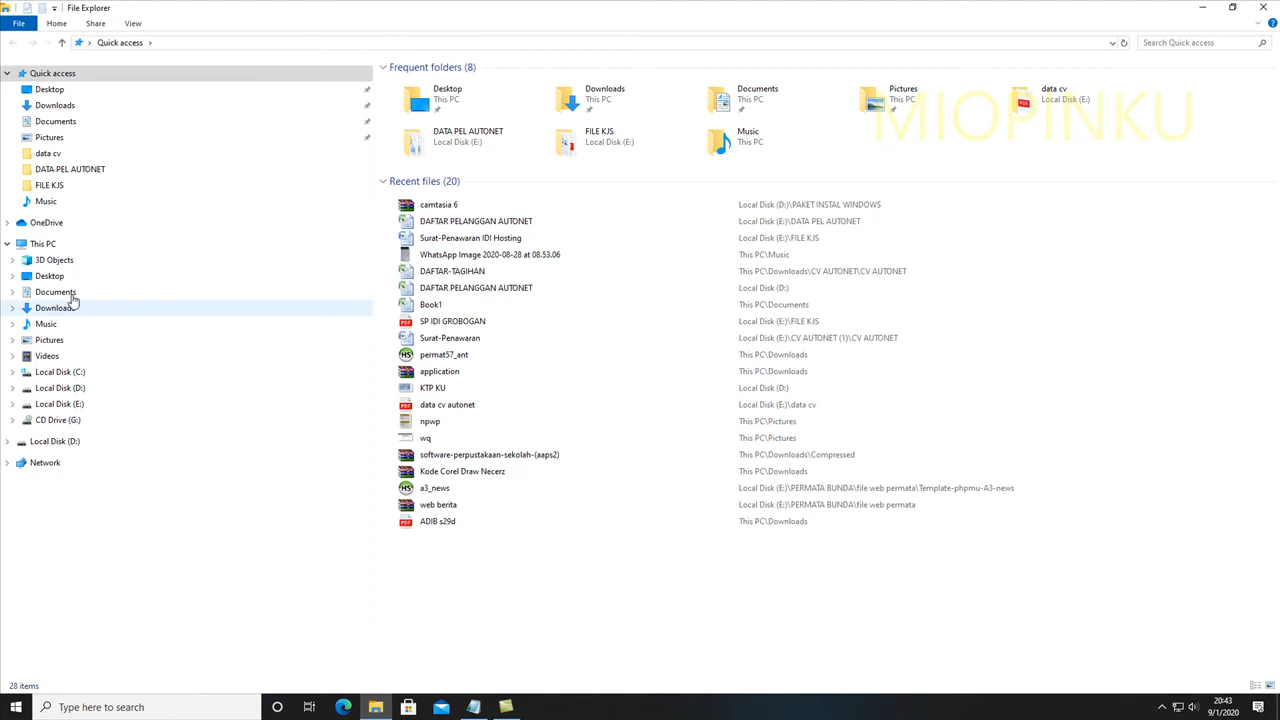 File Explorer
File Home Share View
Quick access
Search Quick access
Quick access
Desktop
Downloads
Documents
Pictures
data cv
DATA PEL AUTONET
FILE KJS
Music
OneDrive
This PC
3D Objects
Desktop
Documents
Downloads
Music
Pictures
Videos
Local Disk (C:)
Local Disk (D:)
Local Disk (E:)
CD Drive (G:)
Local Disk (D:)
Network
Frequent folders (8)
Desktop
This PC
Downloads
This PC
Documents
This PC
Pictures
This PC
data cv
Local Disk (E:)
MIOPINKU
DATA PEL AUTONET
Local Disk (E:)
FILE KJS
Local Disk (E:)
Music
This PC
Recent files (20)
camtasia 6 Local Disk (D:)\PAKET INSTAL WINDOWS
DAFTAR PELANGGAN AUTONET Local Disk (E:)\DATA PEL AUTONET
Surat-Penawaran IDI Hosting Local Disk (E:)\FILE KJS
WhatsApp Image 2020-08-28 at 08.53.06 This PC\Music
DAFTAR-TAGIHAN This PC\Downloads\CV AUTONET\CV AUTONET
DAFTAR PELANGGAN AUTONET Local Disk (D:)
Book1 This PC\Documents
SP IDI GROBOGAN Local Disk (E:)\FILE KJS
Surat-Penawaran Local Disk (E:)\CV AUTONET (1)\CV AUTONET
permat57_ant This PC\Downloads
application This PC\Downloads
KTP KU Local Disk (D:)
data cv autonet Local Disk (E:)\data cv
npwp This PC\Pictures
wq This PC\Pictures
software-perpustakaan-sekolah-(aaps2) This PC\Downloads\Compressed
Kode Corel Draw Necerz This PC\Downloads
a3_news Local Disk (E:)\PERMATA BUNDA\file web permata\Template-phpmu-A3-news
web berita Local Disk (E:)\PERMATA BUNDA\file web permata
ADIB s29d This PC\Downloads
28 items
Type here to search
20:43
9/1/2020